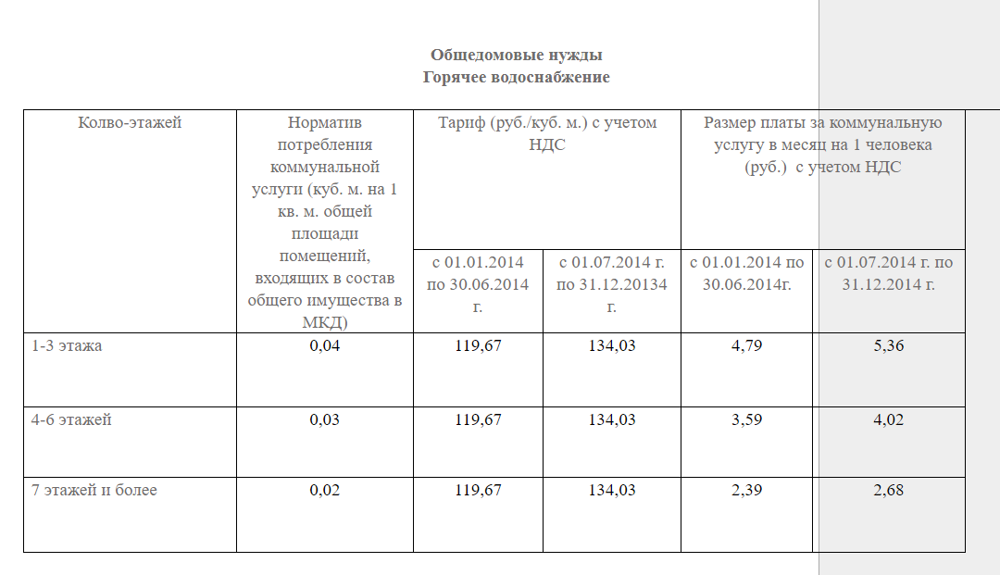 Общедомовые нужды
Горячее водоснабжение
Колво-этажей
Норматив
потребления
коммунальной
услуги (куб. м. на 1
кв. м. общей
площади
помещений,
входящих в состав
общего имущества в
МКД)
Тариф (руб./куб. м.) с учетом
НДС
Размер платы за коммунальную
услугу в месяц на 1 человека
(руб.)  с учетом НДС
с 01.01.2014
по 30.06.2014
г.
с 01.07.2014 г.
по 31.12.20134
г.
с 01.01.2014 по
30.06.2014г.
с 01.07.2014 г. по
31.12.2014 г.
1-3 этажа 0,04 119,67 134,03 4,79 5,36
4-6 этажей 0,03 119,67 134,03 3,59 4,02
7 этажей и более 0,02 119,67 134,03 2,39 2,68